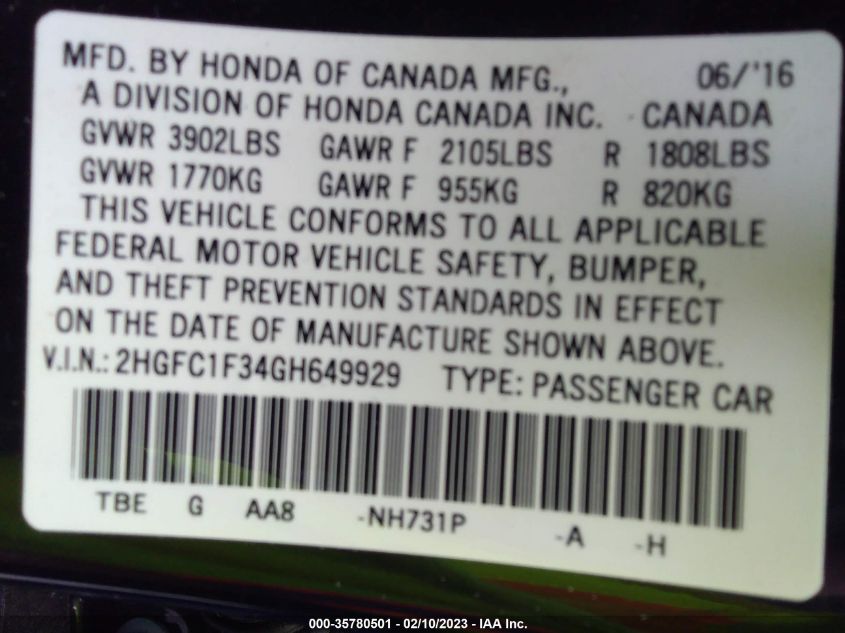 MFD. BY HONDA OF CANADA MFG., 06/'16
A DIVISION OF HONDA CANADA INC. CANADA
GVWR 3902LBS GAWR F 2105LBS R 1808LBS
GVWR 1770KG GAWR F 955KG R 820KG
THIS VEHICLE CONFORMS TO ALL APPLICABLE
FEDERAL MOTOR VEHICLE SAFETY, BUMPER,
AND THEFT PREVENTION STANDARDS IN EFFECT
ON THE DATE OF MANUFACTURE SHOWN ABOVE.
V.I.N.: 2HGFC1F34GH649929 TYPE: PASSENGER CAR
TBE G AA8 -NH731P -A -H
000-35780501 - 02/10/2023 - IAA Inc.